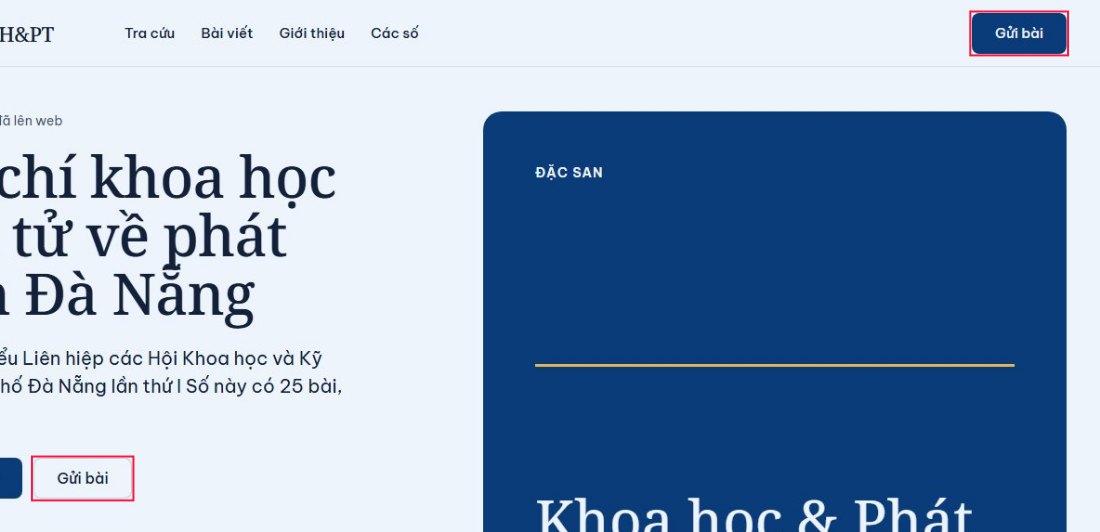 H&PT
Tra cứu
Bài viết
Giới thiệu
Các số
Gửi bài
đã lên web
chí khoa học
tử về phát
Đà Nẵng
ểu Liên hiệp các Hội Khoa học và Kỹ
hố Đà Nẵng lần thứ I Số này có 25 bài,
Gửi bài
ĐẶC SAN
Khoa học & Phát